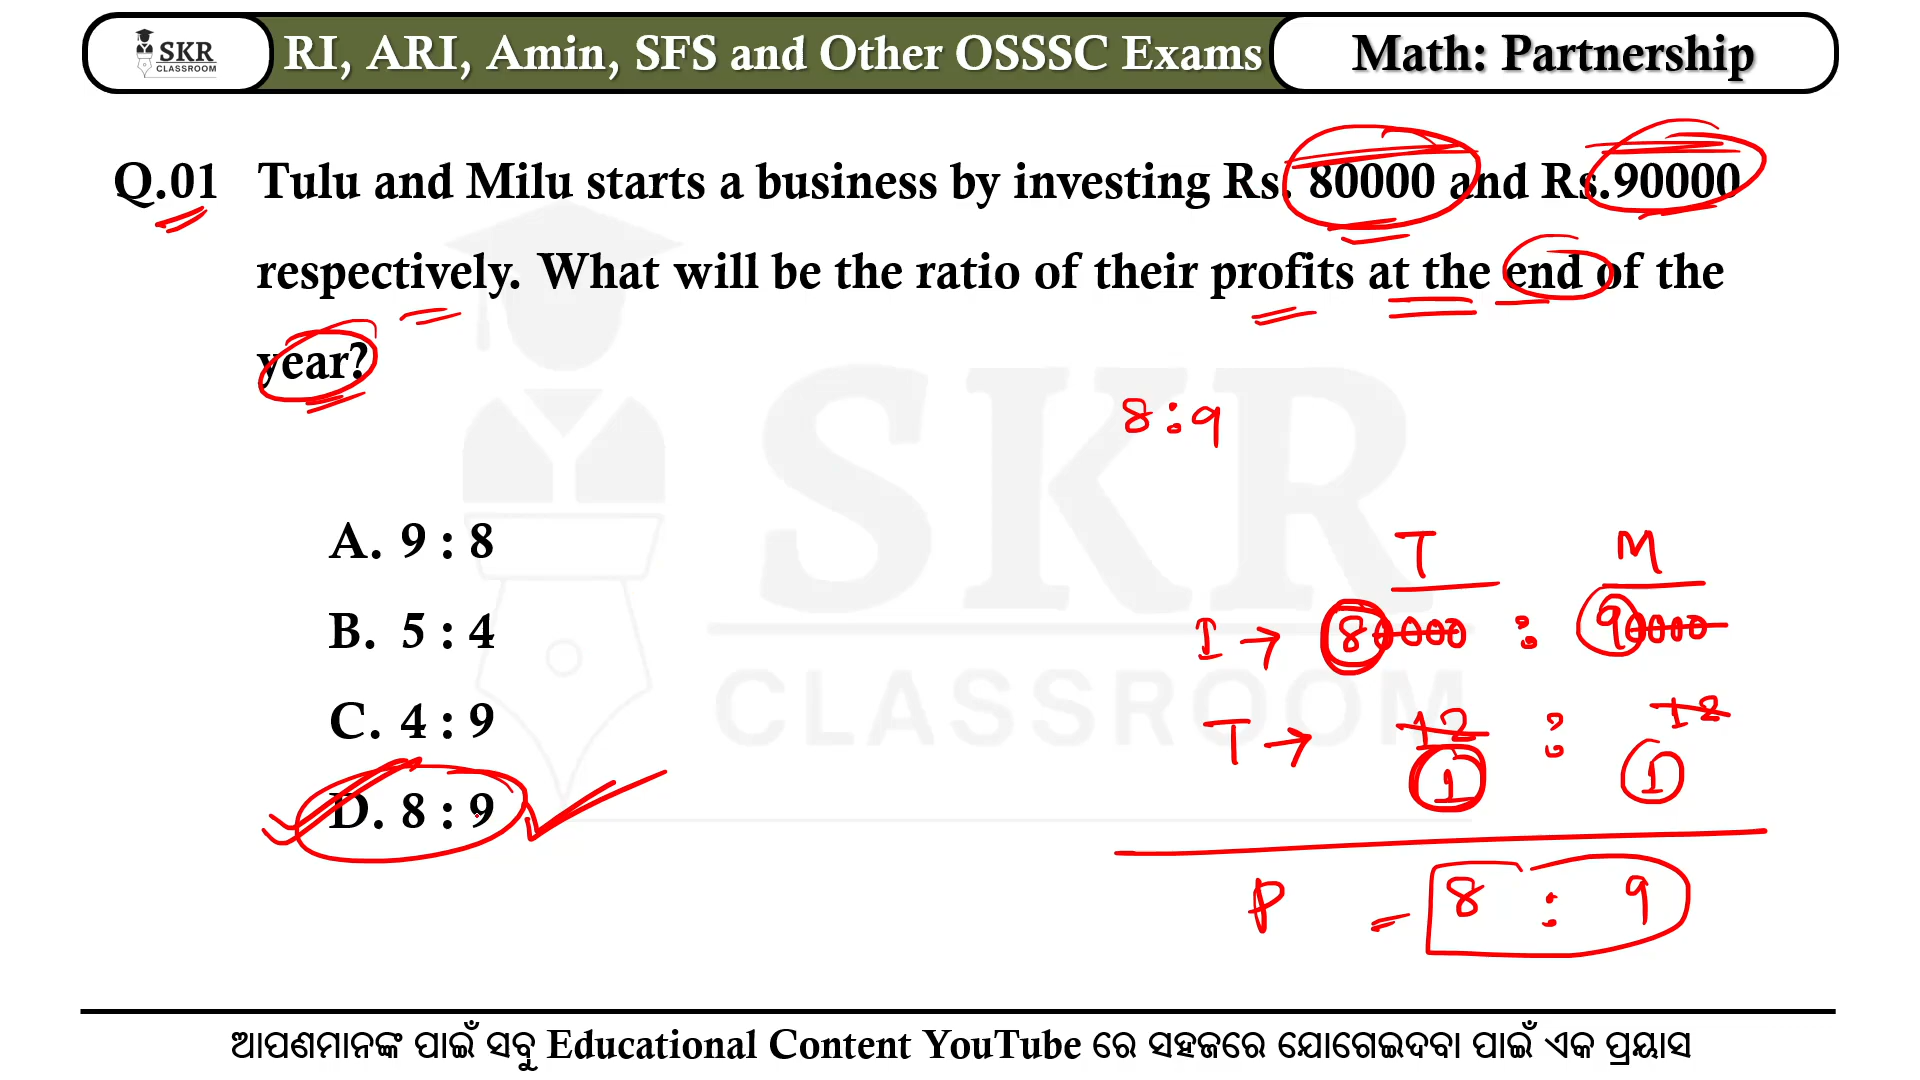 SKR
CLASSROOM
RI, ARI, Amin, SFS and Other OSSSC Exams
Math: Partnership
Q.01 Tulu and Milu starts a business by investing Rs. 80000 and Rs.90000
respectively. What will be the ratio of their profits at the end of the
year?
8 : 9
A. 9 : 8
B. 5 : 4
C. 4 : 9
D. 8 : 9
T M
I → 80000 : 90000
T → 12 : 12
1 1
P = 8 : 9
SKR
CLASSROOM
ଆପଣମାନଙ୍କ ପାଇଁ ସବୁ Educational Content YouTube ରେ ସହଜରେ ଯୋଗେଇଦବା ପାଇଁ ଏକ ପ୍ରୟାସ